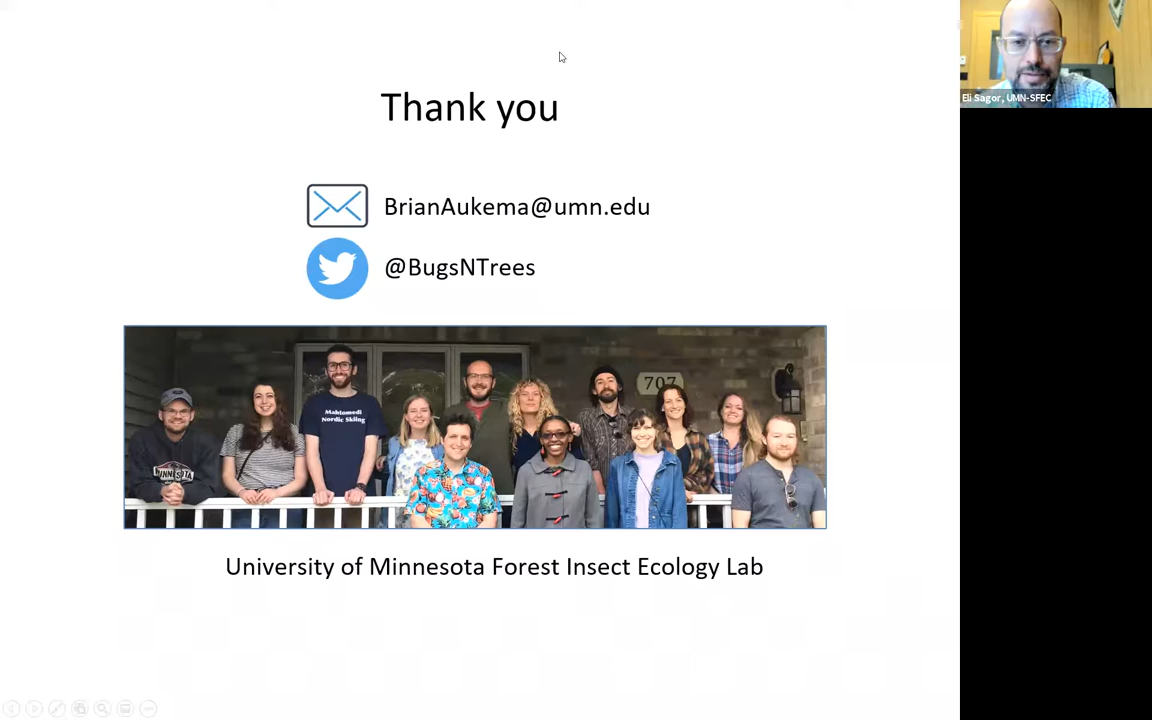 Thank you
BrianAukema@umn.edu
@BugsNTrees
Mahtomedi
Nordic Skiing
707
University of Minnesota Forest Insect Ecology Lab
Eli Sagor, UMN-SFEC